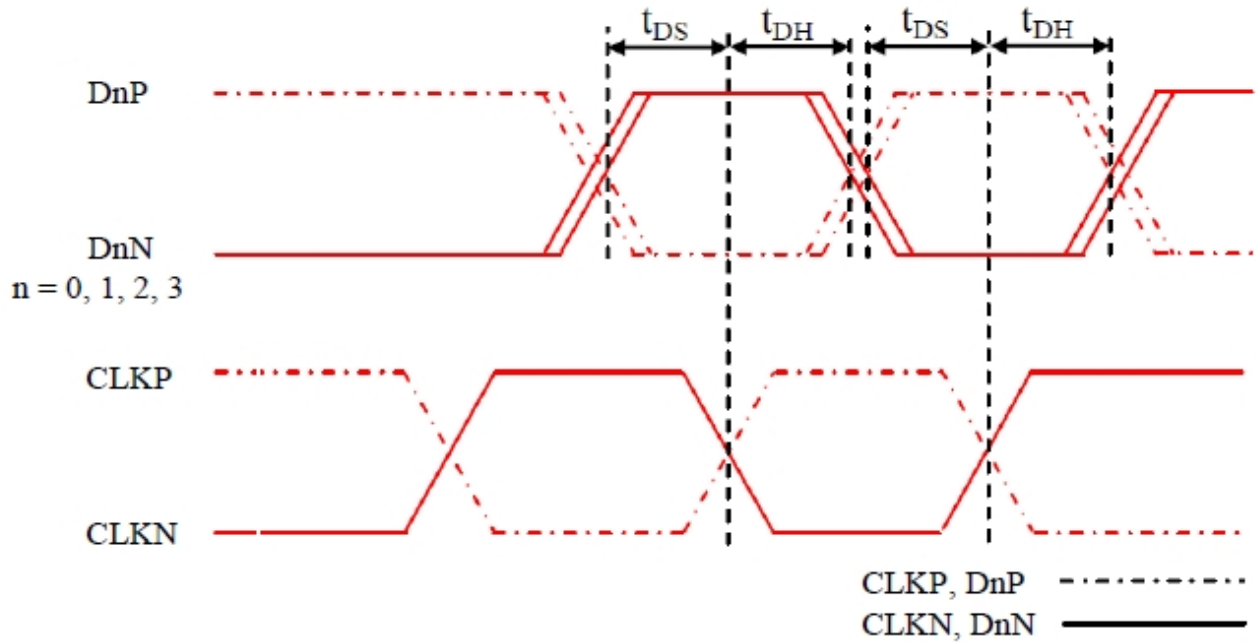 tDS tDH tDS tDH
DnP
DnN
n = 0, 1, 2, 3
CLKP
CLKN
CLKP, DnP
CLKN, DnN